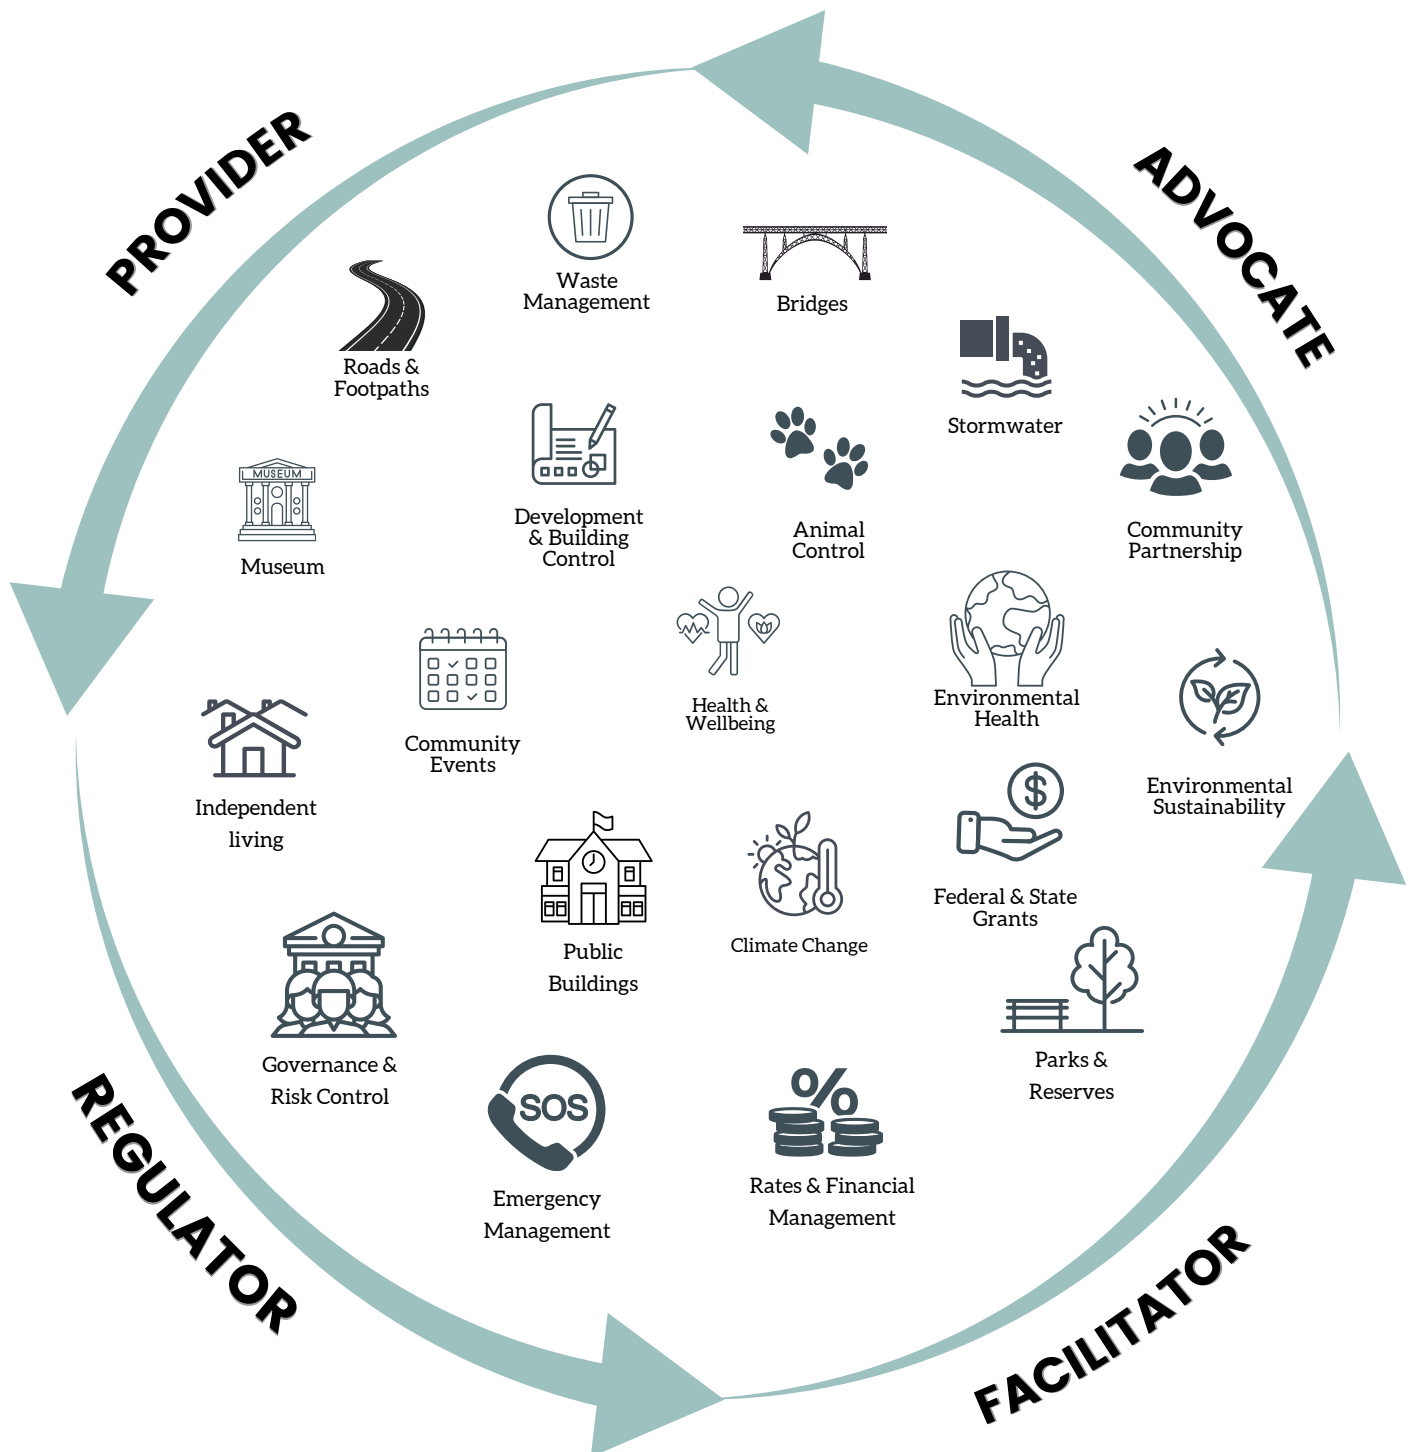 PROVIDER
ADVOCATE
Waste
Management
Bridges
Roads &
Footpaths
Stormwater
MUSEUM
Museum
Development
& Building
Control
Animal
Control
Community
Partnership
Community
Events
Health &
Wellbeing
Environmental
Health
Independent
living
Environmental
Sustainability
$
Federal & State
Grants
Public
Buildings
Climate Change
Governance &
Risk Control
Parks &
Reserves
SOS
Emergency
Management
%
Rates & Financial
Management
REGULATOR
FACILITATOR